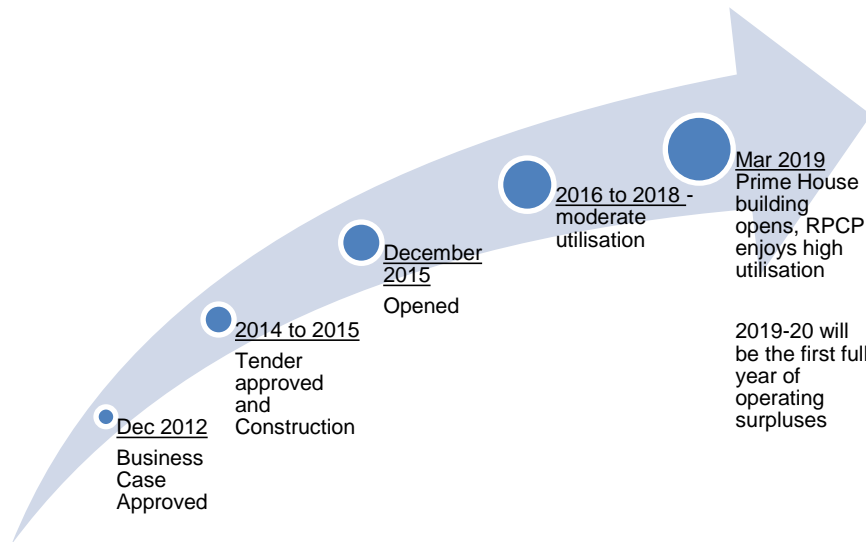 Dec 2012
Business
Case
Approved
2014 to 2015
Tender
approved
and
Construction
December
2015
Opened
2016 to 2018 -
moderate
utilisation
Mar 2019
Prime House
building
opens, RPCP
enjoys high
utilisation
2019-20 will
be the first full
year of
operating
surpluses